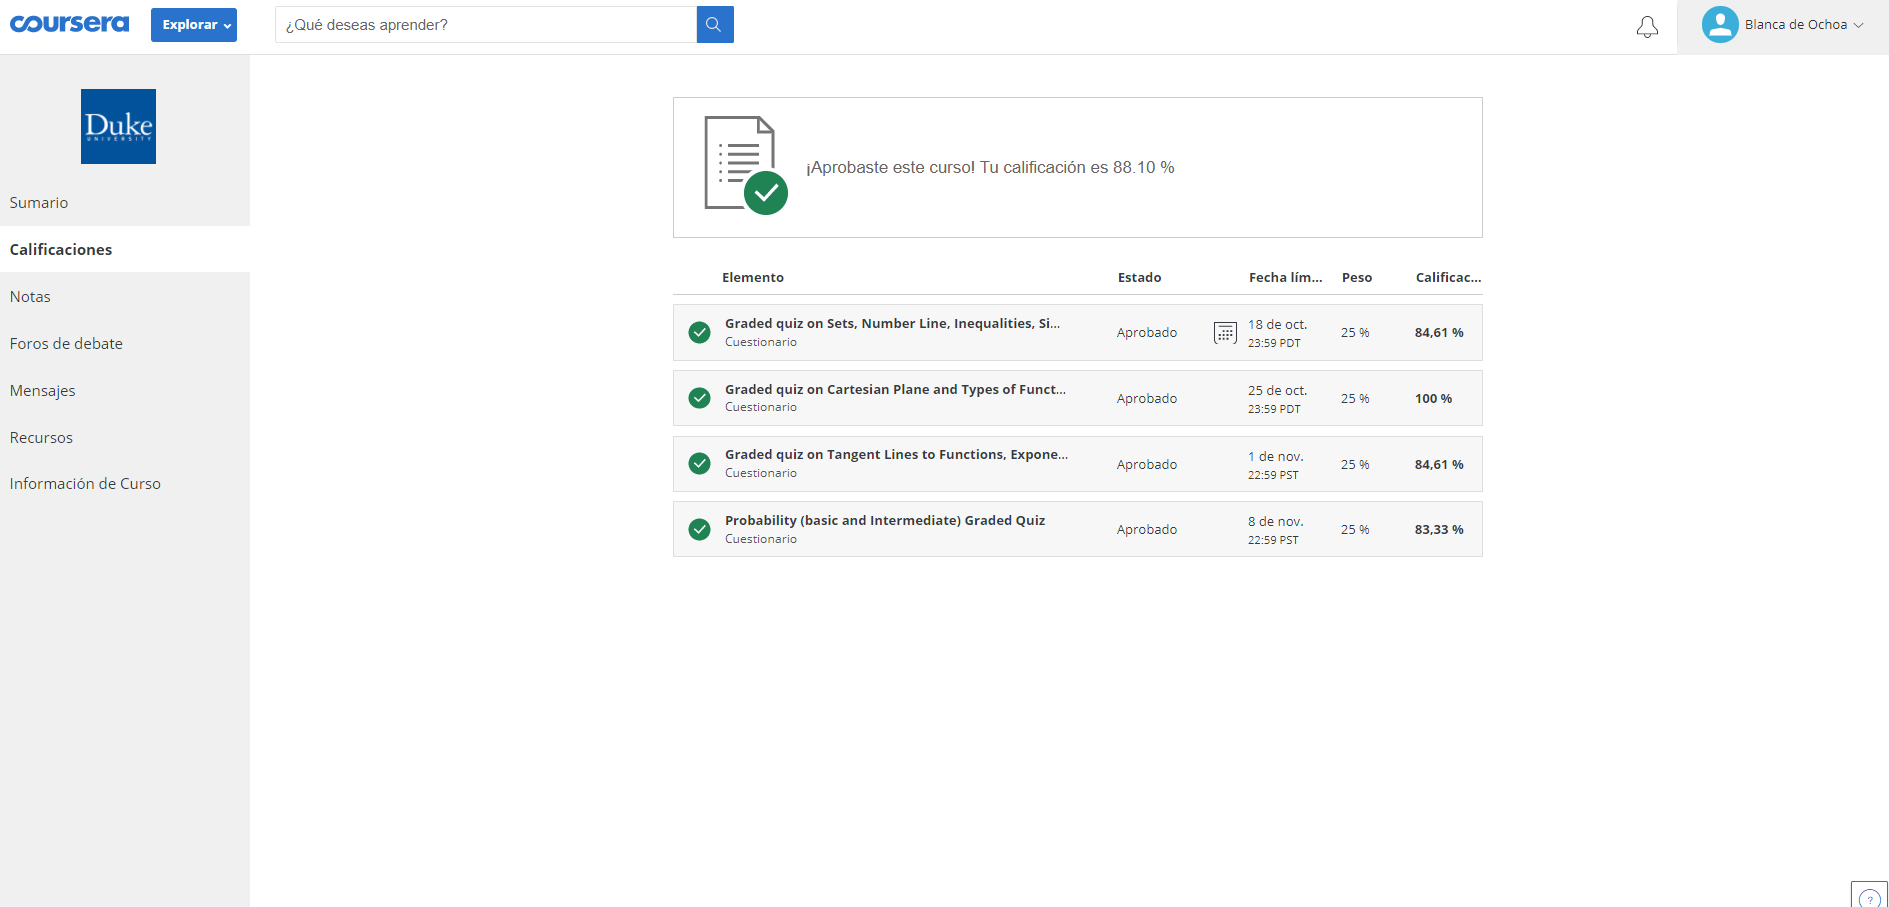 coursera
Explorar
¿Qué deseas aprender?
Blanca de Ochoa
Duke
UNIVERSITY
Sumario
Calificaciones
Notas
Foros de debate
Mensajes
Recursos
Información de Curso
¡Aprobaste este curso! Tu calificación es 88.10 %
Elemento Estado Fecha lím... Peso Calificac...
Graded quiz on Sets, Number Line, Inequalities, Si...
Cuestionario
Aprobado
18 de oct.
23:59 PDT
25 %
84,61 %
Graded quiz on Cartesian Plane and Types of Funct...
Cuestionario
Aprobado
25 de oct.
23:59 PDT
25 %
100 %
Graded quiz on Tangent Lines to Functions, Expone...
Cuestionario
Aprobado
1 de nov.
22:59 PST
25 %
84,61 %
Probability (basic and Intermediate) Graded Quiz
Cuestionario
Aprobado
8 de nov.
22:59 PST
25 %
83,33 %
?